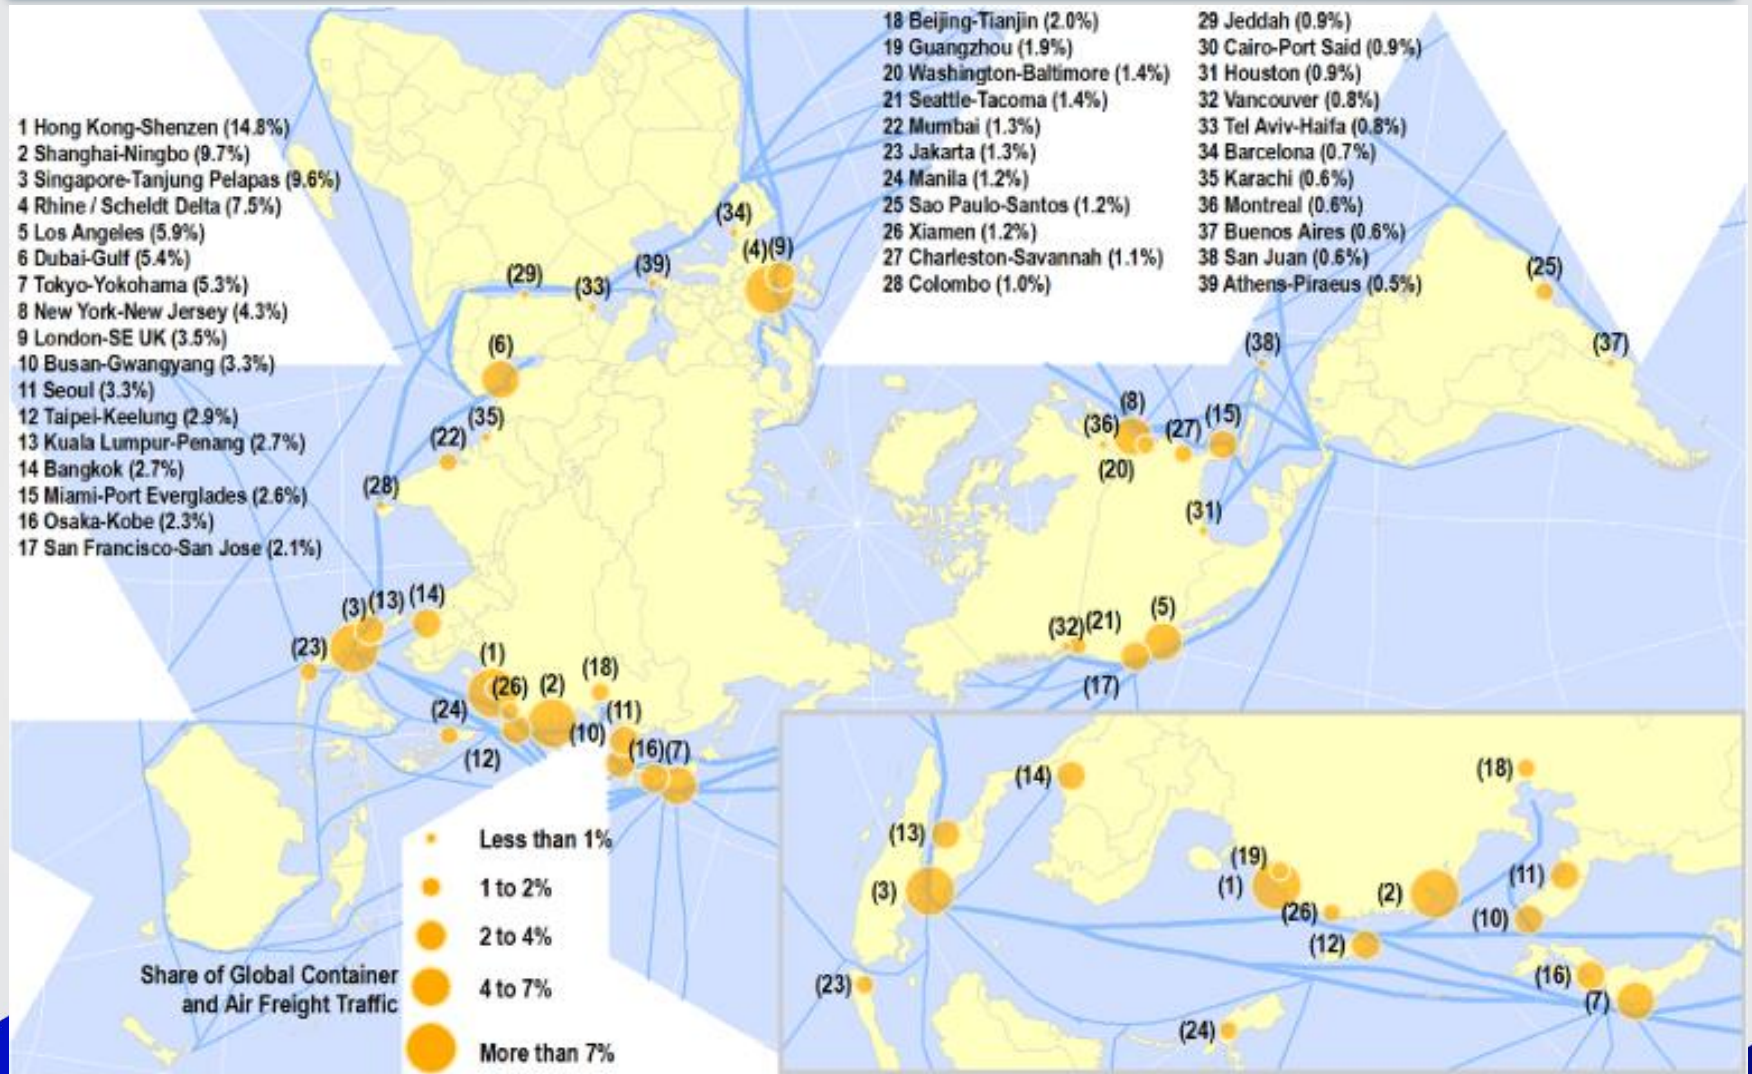 1 Hong Kong-Shenzen (14.8%)
2 Shanghai-Ningbo (9.7%)
3 Singapore-Tanjung Pelapas (9.6%)
4 Rhine / Scheldt Delta (7.5%)
5 Los Angeles (5.9%)
6 Dubai-Gulf (5.4%)
7 Tokyo-Yokohama (5.3%)
8 New York-New Jersey (4.3%)
9 London-SE UK (3.5%)
10 Busan-Gwangyang (3.3%)
11 Seoul (3.3%)
12 Taipei-Keelung (2.9%)
13 Kuala Lumpur-Penang (2.7%)
14 Bangkok (2.7%)
15 Miami-Port Everglades (2.6%)
16 Osaka-Kobe (2.3%)
17 San Francisco-San Jose (2.1%)
18 Beijing-Tianjin (2.0%)
19 Guangzhou (1.9%)
20 Washington-Baltimore (1.4%)
21 Seattle-Tacoma (1.4%)
22 Mumbai (1.3%)
23 Jakarta (1.3%)
24 Manila (1.2%)
25 Sao Paulo-Santos (1.2%)
26 Xiamen (1.2%)
27 Charleston-Savannah (1.1%)
28 Colombo (1.0%)
29 Jeddah (0.9%)
30 Cairo-Port Said (0.9%)
31 Houston (0.9%)
32 Vancouver (0.8%)
33 Tel Aviv-Haifa (0.8%)
34 Barcelona (0.7%)
35 Karachi (0.6%)
36 Montreal (0.6%)
37 Buenos Aires (0.6%)
38 San Juan (0.6%)
39 Athens-Piraeus (0.5%)
(34)
(4) (9)
(39)
(29)
(33)
(6)
(35)
(22)
(28)
(3) (13) (14)
(23)
(1)
(26) (2)
(18)
(24)
(11)
(10)
(12)
(16) (7)
(25)
(38)
(37)
(8)
(36)
(27)
(15)
(20)
(31)
(5)
(32) (21)
(17)
Less than 1%
1 to 2%
2 to 4%
4 to 7%
More than 7%
Share of Global Container
and Air Freight Traffic
(14)
(18)
(13)
(19)
(3)
(1)
(2)
(11)
(26)
(10)
(12)
(16)
(23)
(7)
(24)